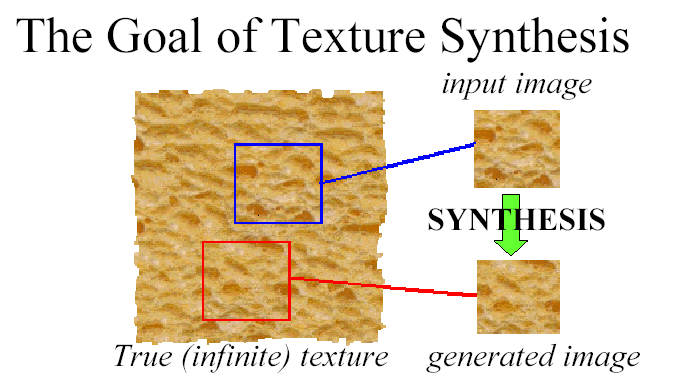 The Goal of Texture Synthesis
input image
SYNTHESIS
True (infinite) texture
generated image